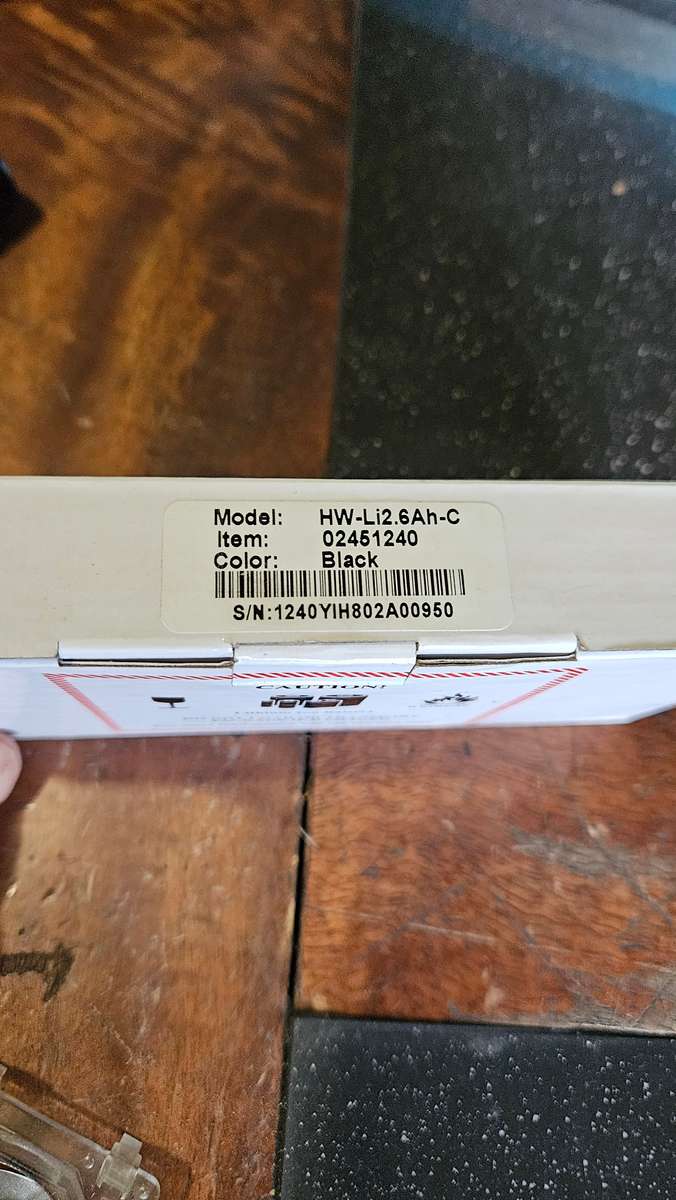 Model: HW-Li2.6Ah-C
Item: 02451240
Color: Black
S/N:1240YIH802A00950
CAUTION!